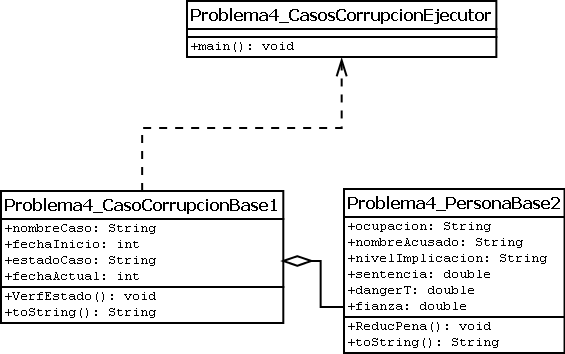 Problema4_CasosCorrupcionEjecutor
+main(): void
Problema4_CasoCorrupcionBase1
+nombreCaso: String
+fechaInicio: int
+estadoCaso: String
+fechaActual: int
+VerfEstado(): void
+toString(): String
Problema4_PersonaBase2
+ocupacion: String
+nombreAcusado: String
+nivelImplicacion: String
+sentencia: double
+dangerT: double
+fianza: double
+ReducPena(): void
+toString(): String